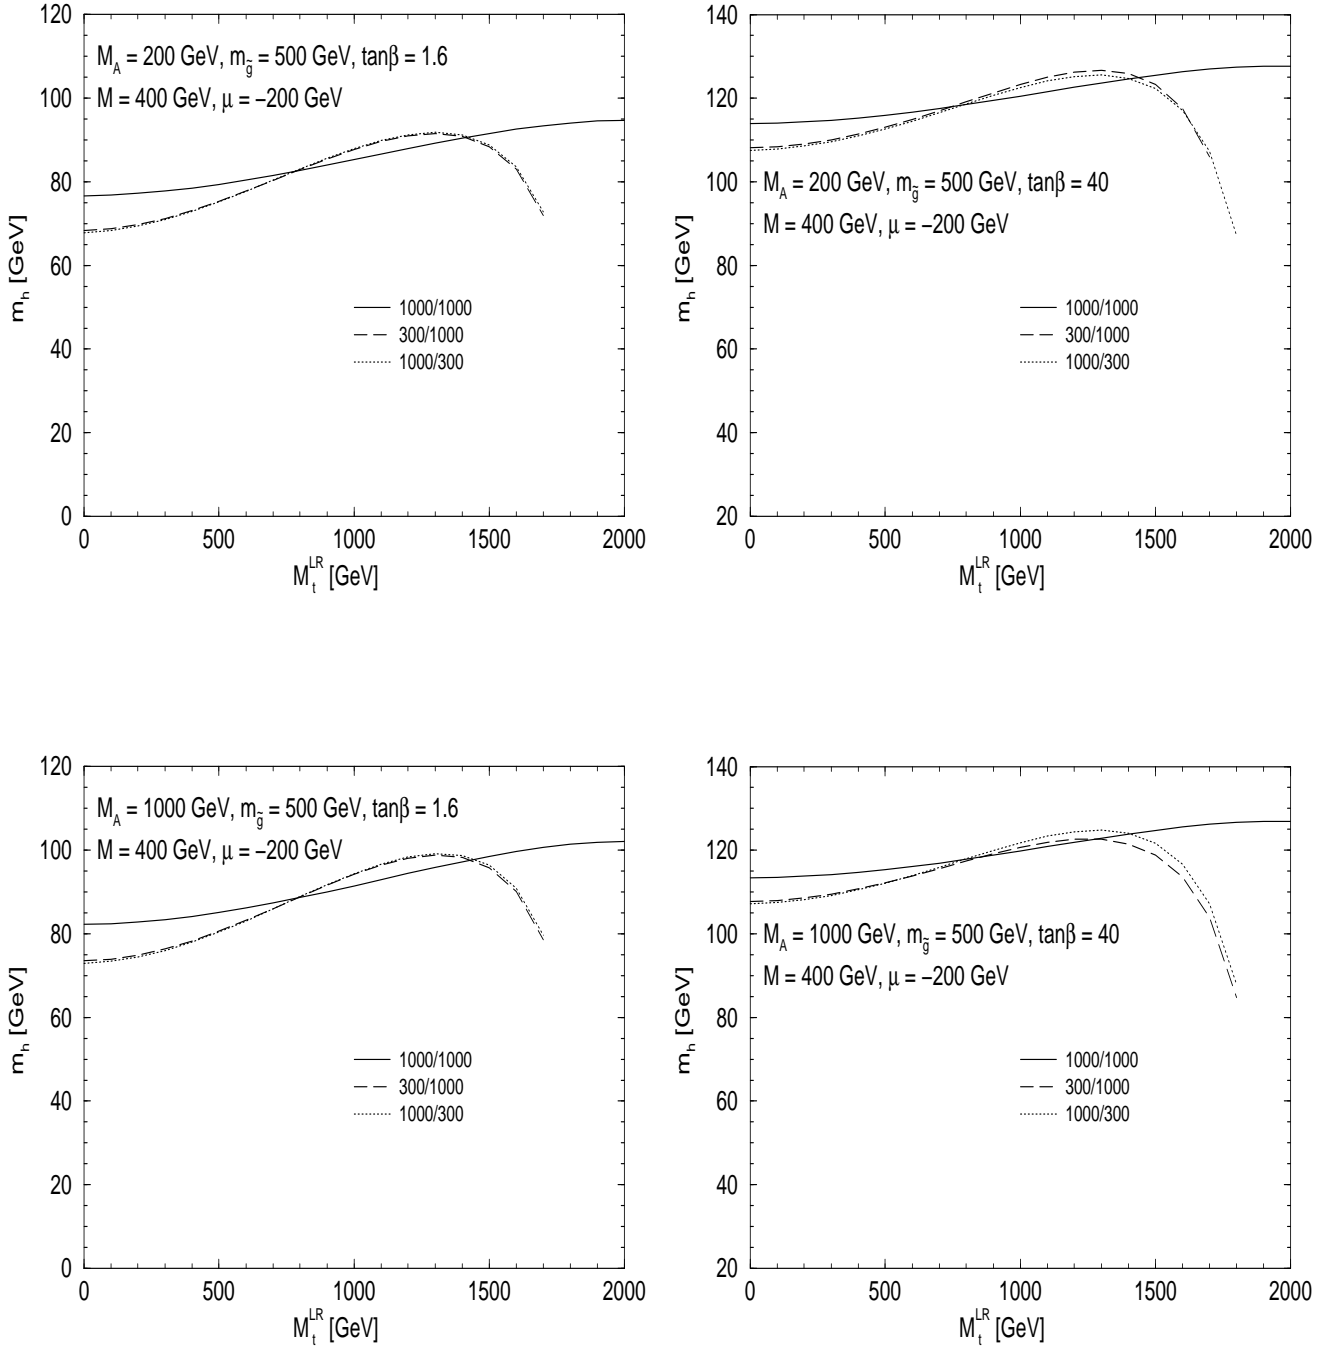 120
100
80
60
40
20
0
m_h [GeV]
M_A = 200 GeV, m_g̃ = 500 GeV, tanβ = 1.6
M = 400 GeV, μ = −200 GeV
1000/1000
300/1000
1000/300
0 500 1000 1500 2000
M_t^LR [GeV]
140
120
100
80
60
40
20
m_h [GeV]
M_A = 200 GeV, m_g̃ = 500 GeV, tanβ = 40
M = 400 GeV, μ = −200 GeV
1000/1000
300/1000
1000/300
0 500 1000 1500 2000
M_t^LR [GeV]
120
100
80
60
40
20
0
m_h [GeV]
M_A = 1000 GeV, m_g̃ = 500 GeV, tanβ = 1.6
M = 400 GeV, μ = −200 GeV
1000/1000
300/1000
1000/300
0 500 1000 1500 2000
M_t^LR [GeV]
140
120
100
80
60
40
20
m_h [GeV]
M_A = 1000 GeV, m_g̃ = 500 GeV, tanβ = 40
M = 400 GeV, μ = −200 GeV
1000/1000
300/1000
1000/300
0 500 1000 1500 2000
M_t^LR [GeV]